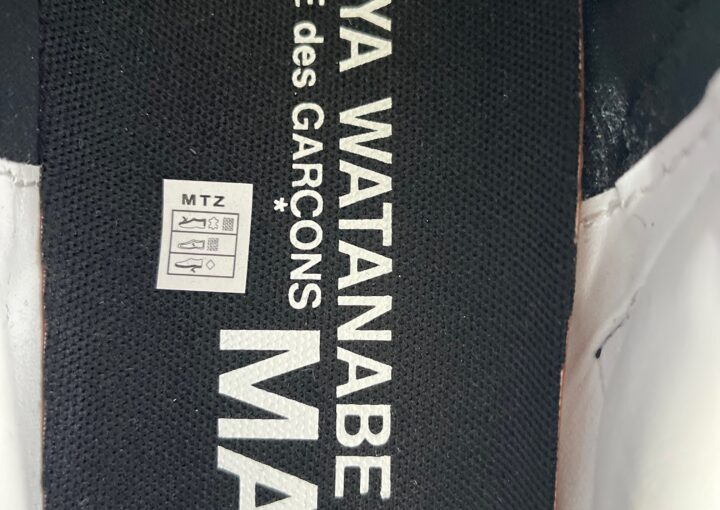 YA WATANABE
E des GARÇONS
MA
MTZ